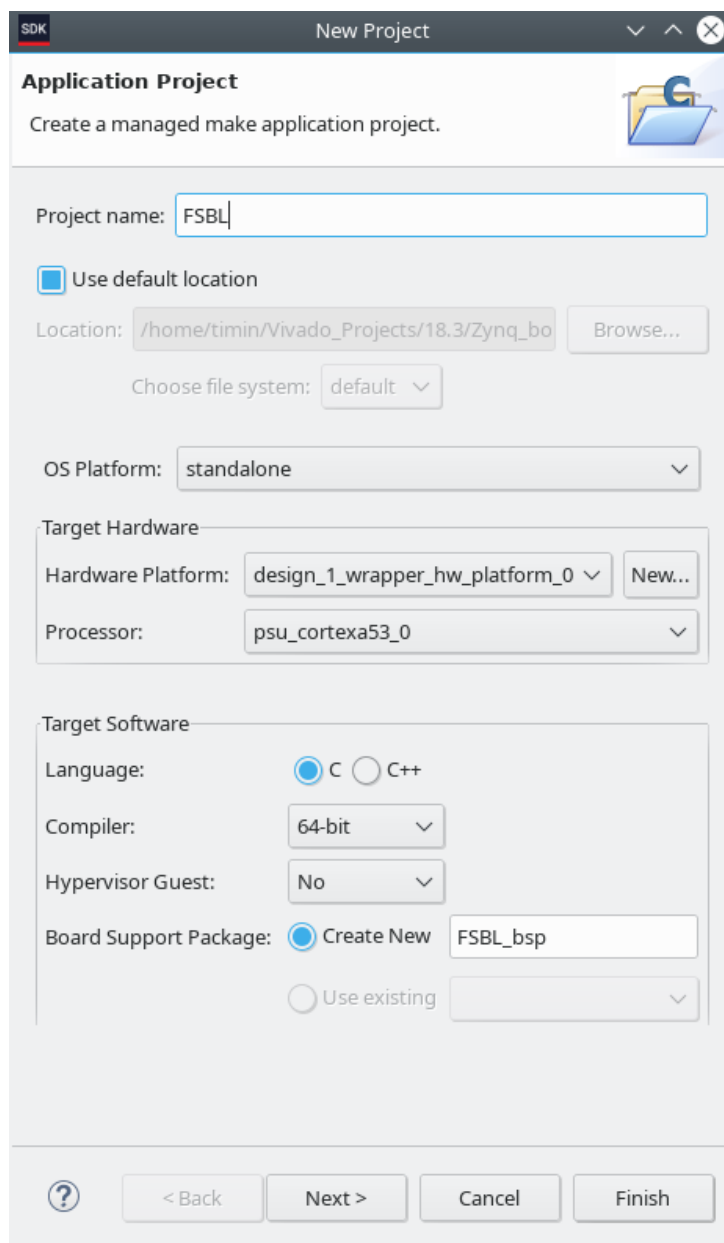 SDK New Project
Application Project
Create a managed make application project.
Project name: FSBL
Use default location
Location: /home/timin/Vivado_Projects/18.3/Zynq_bo Browse...
Choose file system: default
OS Platform: standalone
Target Hardware
Hardware Platform: design_1_wrapper_hw_platform_0 New...
Processor: psu_cortexa53_0
Target Software
Language: C C++
Compiler: 64-bit
Hypervisor Guest: No
Board Support Package: Create New FSBL_bsp
Use existing
? < Back Next > Cancel Finish